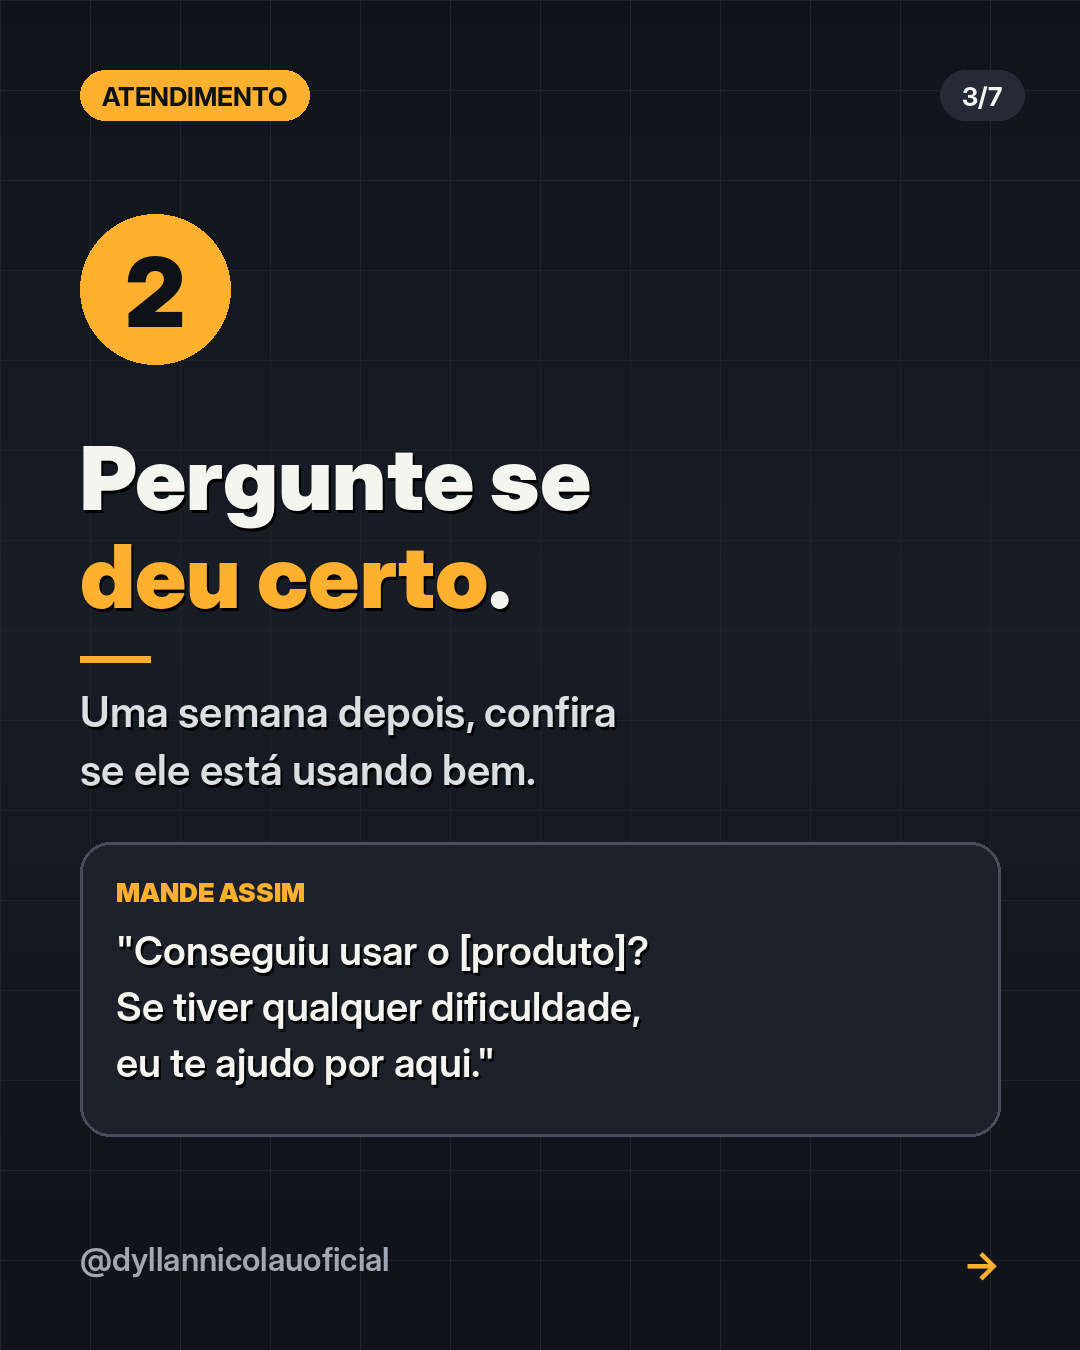 ATENDIMENTO
3/7
2
Pergunte se
deu certo.
Uma semana depois, confira
se ele está usando bem.
MANDE ASSIM
"Conseguiu usar o [produto]?
Se tiver qualquer dificuldade,
eu te ajudo por aqui."
@dyllannicolauoficial
→